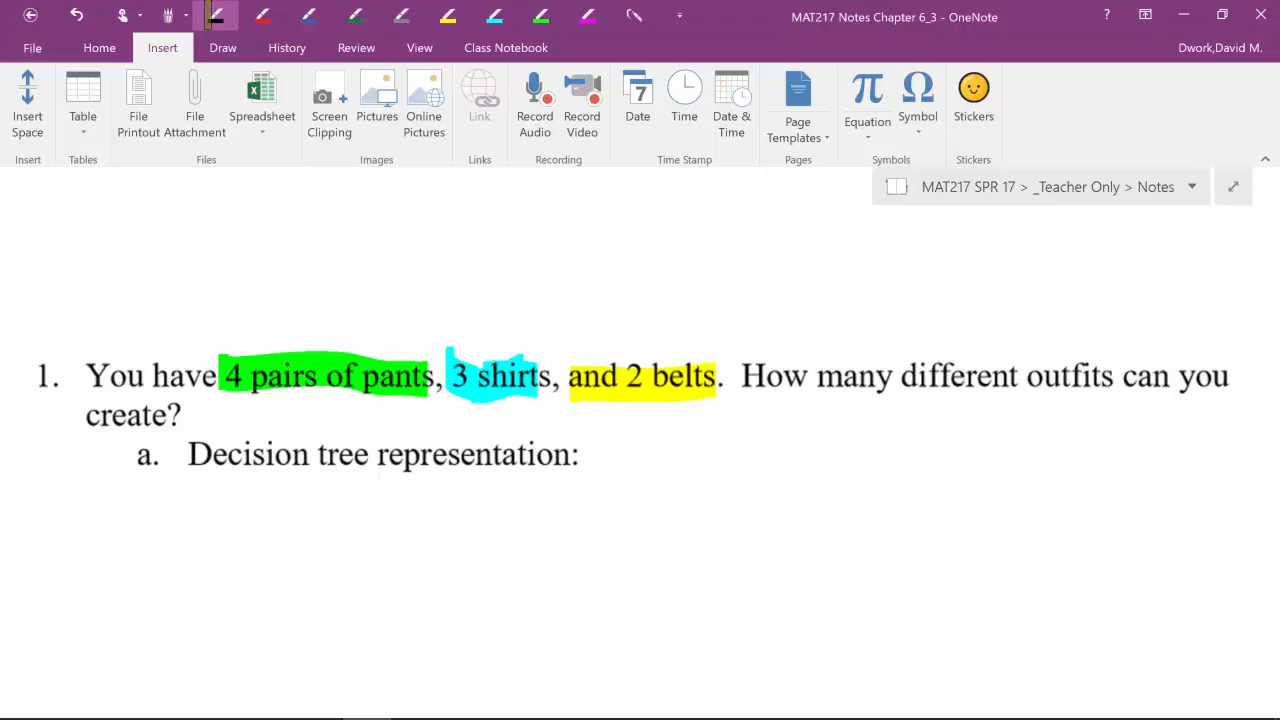 MAT217 Notes Chapter 6_3 - OneNote
?
File Home Insert Draw History Review View Class Notebook
Dwork,David M.
Insert Space
Table
File Printout
File Attachment
Spreadsheet
Screen Clipping
Pictures
Online Pictures
Link
Record Audio
Record Video
7
Date
Time
Date & Time
Page Templates
π
Equation
Ω
Symbol
Stickers
Insert Tables Files Images Links Recording Time Stamp Pages Symbols Stickers
MAT217 SPR 17 > _Teacher Only > Notes
1. You have 4 pairs of pants, 3 shirts, and 2 belts. How many different outfits can you
create?
a. Decision tree representation: